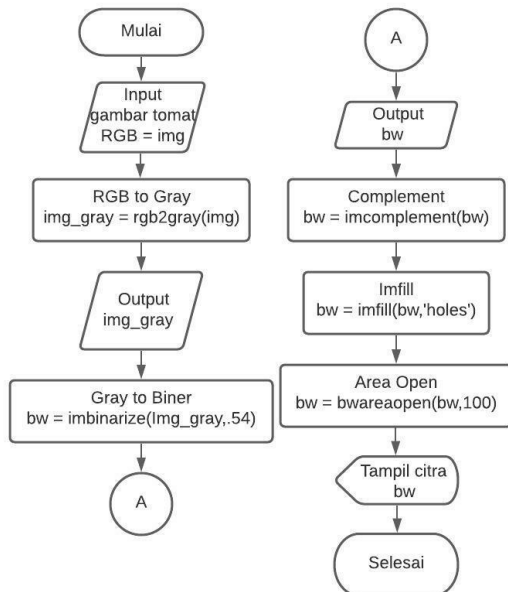 Mulai
Input
gambar tomat
RGB = img
RGB to Gray
img_gray = rgb2gray(img)
Output
img_gray
Gray to Biner
bw = imbinarize(Img_gray,.54)
A
A
Output
bw
Complement
bw = imcomplement(bw)
Imfill
bw = imfill(bw,'holes')
Area Open
bw = bwareaopen(bw,100)
Tampil citra
bw
Selesai